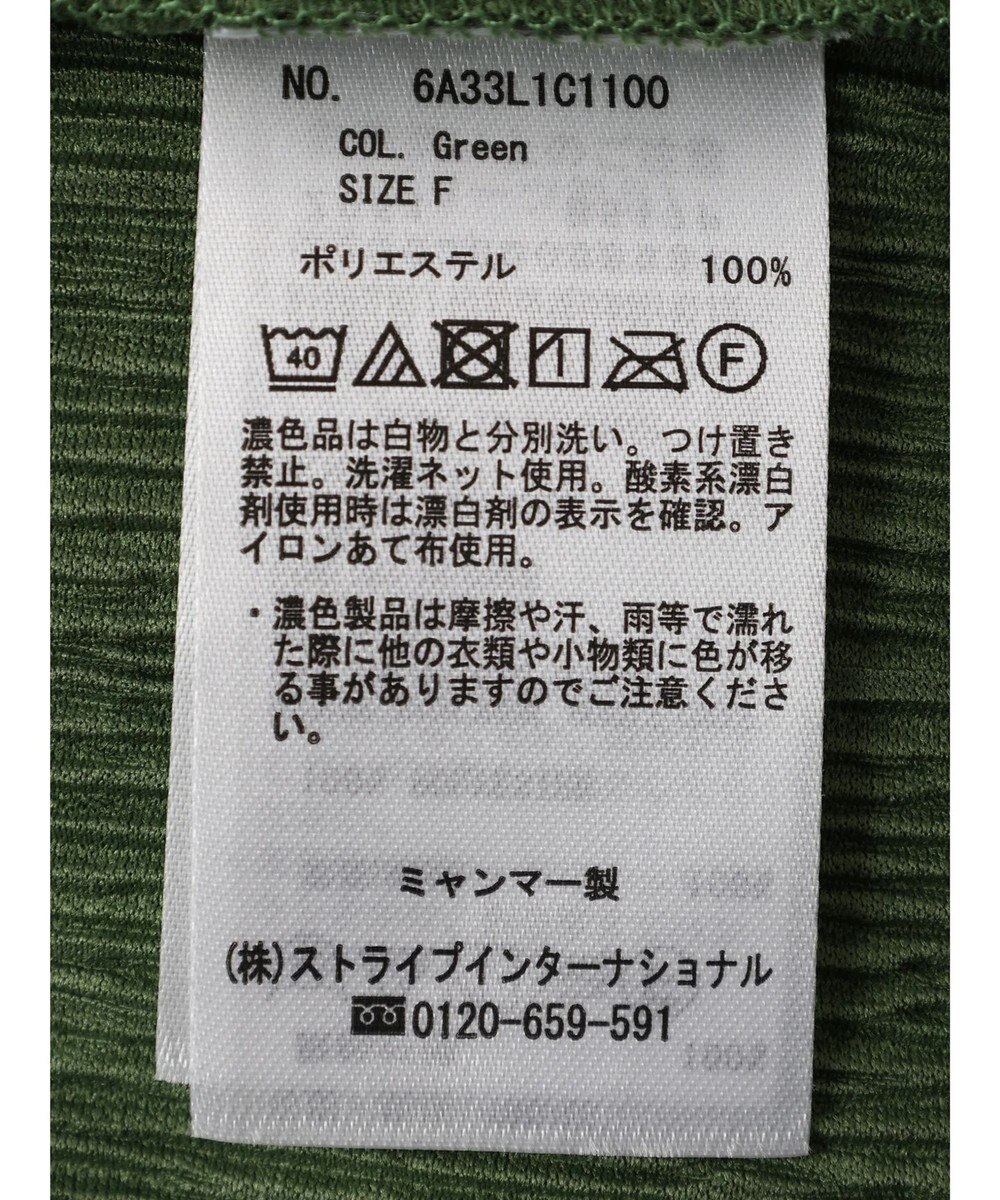 NO. 6A33L1C1100
COL. Green
SIZE F
ポリエステル 100%
40 F
濃色品は白物と分別洗い。つけ置き
禁止。洗濯ネット使用。酸素系漂白
剤使用時は漂白剤の表示を確認。ア
イロンあて布使用。
・濃色製品は摩擦や汗、雨等で濡れ
た際に他の衣類や小物類に色が移
る事がありますのでご注意くださ
い。
ミャンマー製
(株)ストライプインターナショナル
0120-659-591